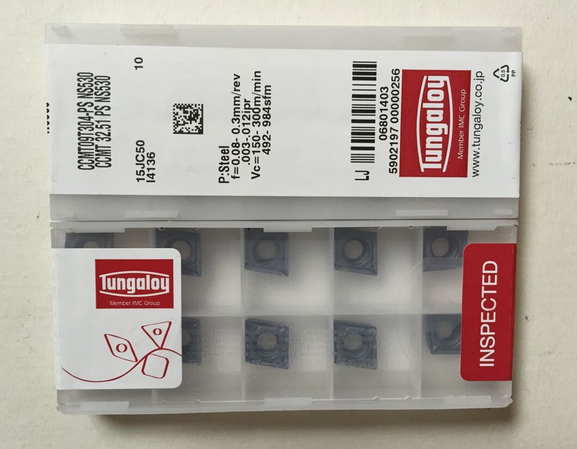 CCMT09T304-PS NS530
CCMT 32.51 PS NS530
10
15JC50
I4136
P:Steel
f=0.08- 0.3mm/rev
.003-.012ipr
Vc=150- 300m/min
492- 984sfm
LJ
06801403
5902197 00000256
Tungaloy
Member IMC Group
www.tungaloy.co.jp
PP
Tungaloy
Member IMC Group
INSPECTED